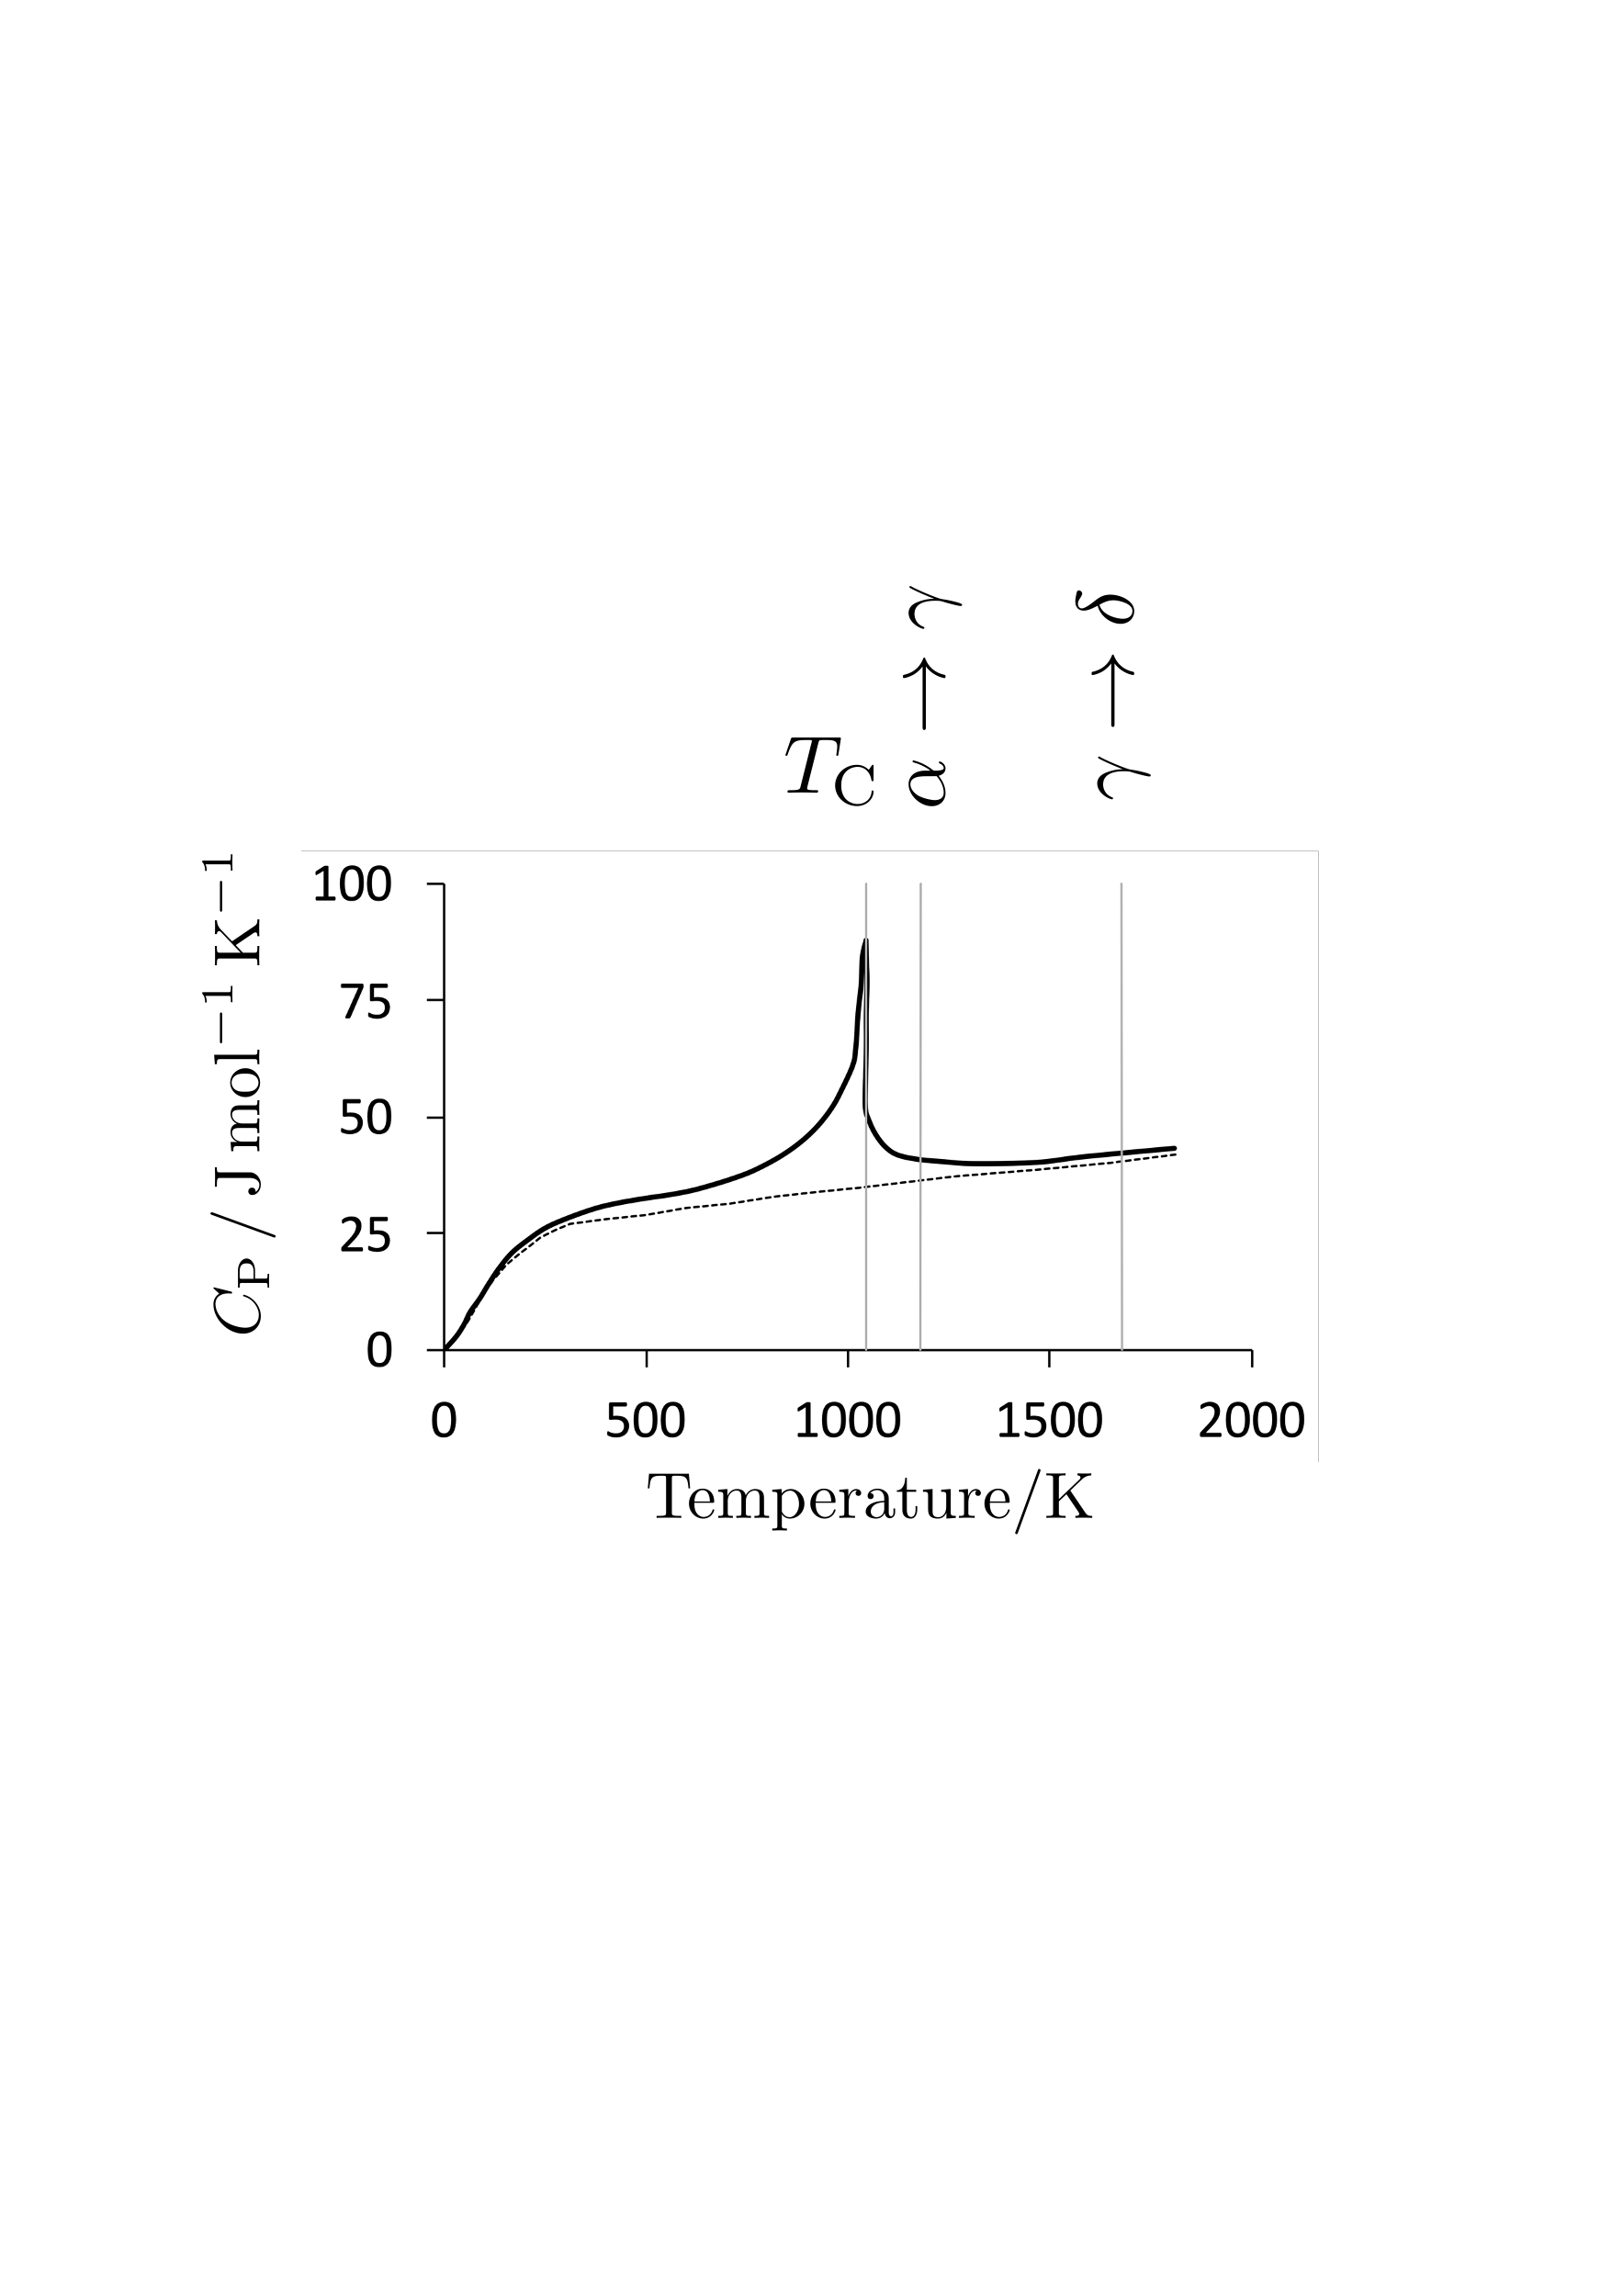 T_C
α → γ
γ → δ
C_P / J mol⁻¹ K⁻¹
100
75
50
25
0
0 500 1000 1500 2000
Temperature/K